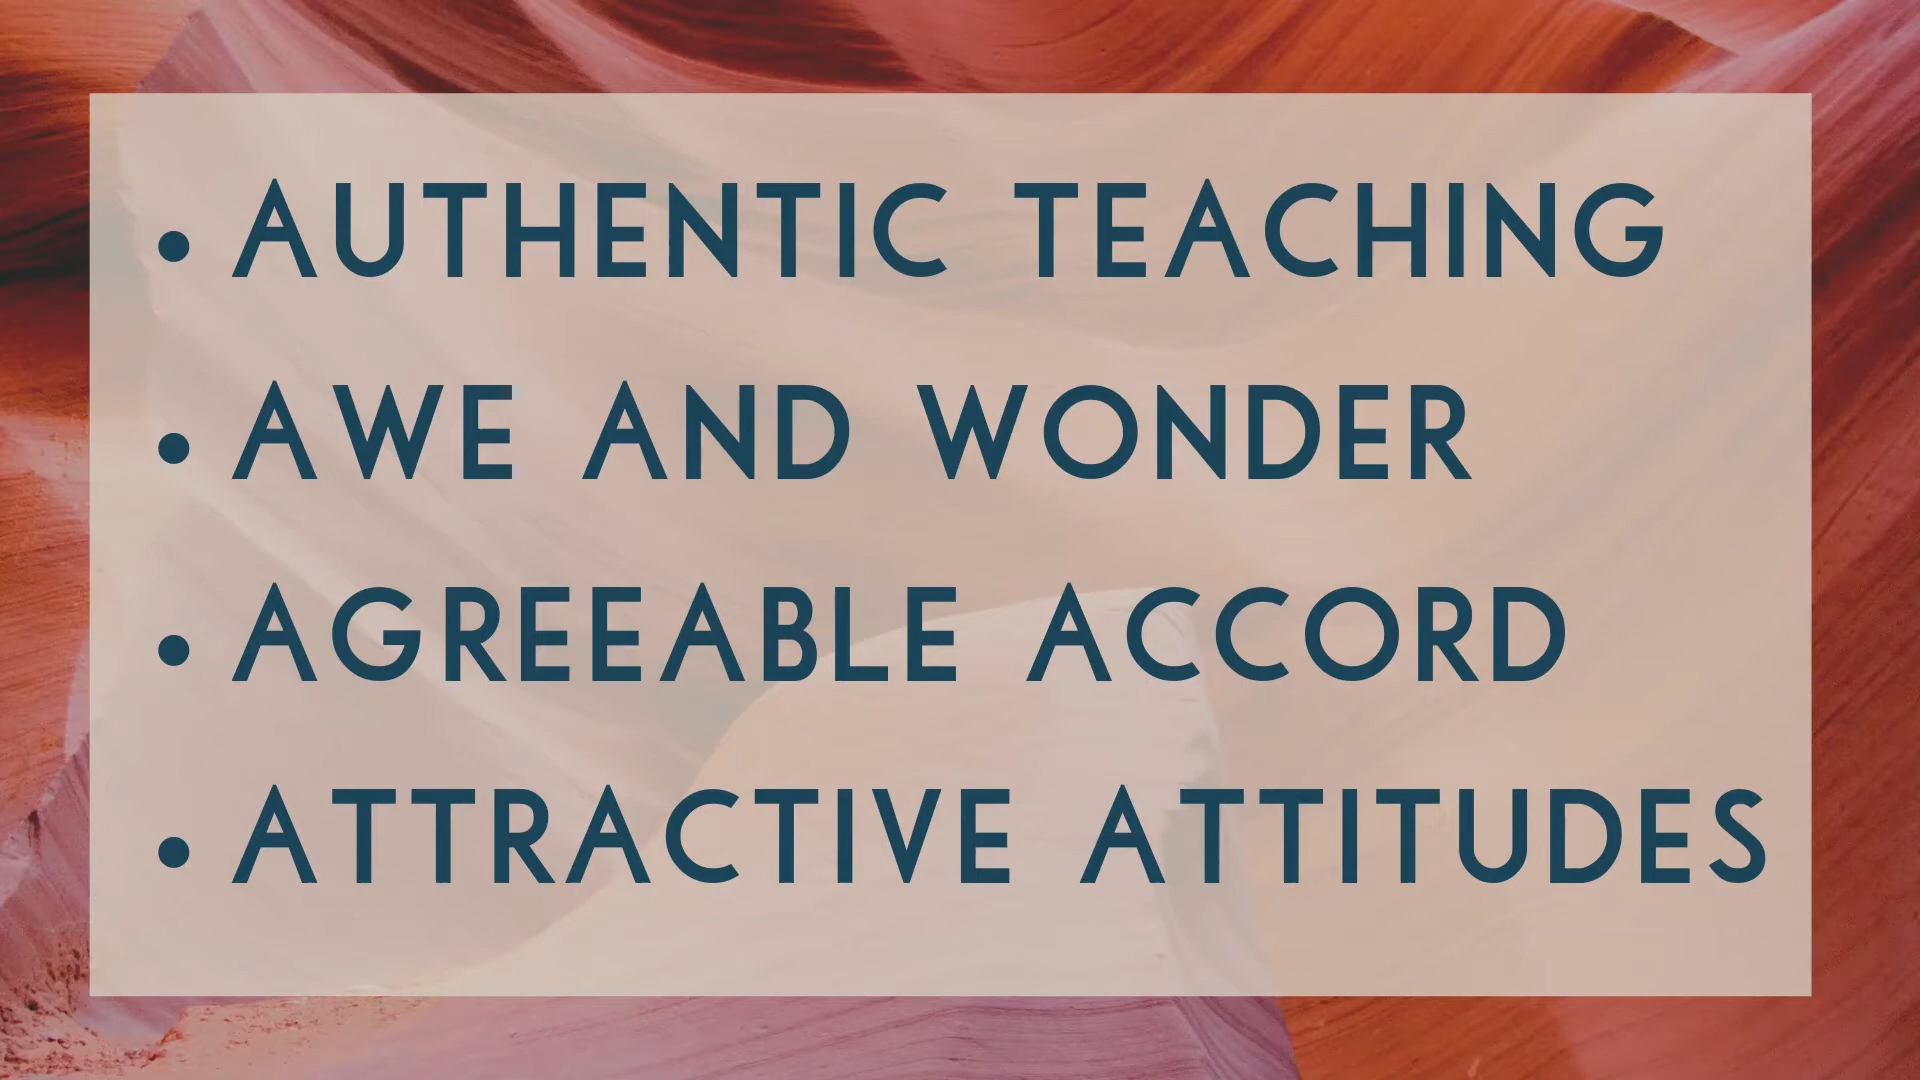 • AUTHENTIC TEACHING
• AWE AND WONDER
• AGREEABLE ACCORD
• ATTRACTIVE ATTITUDES